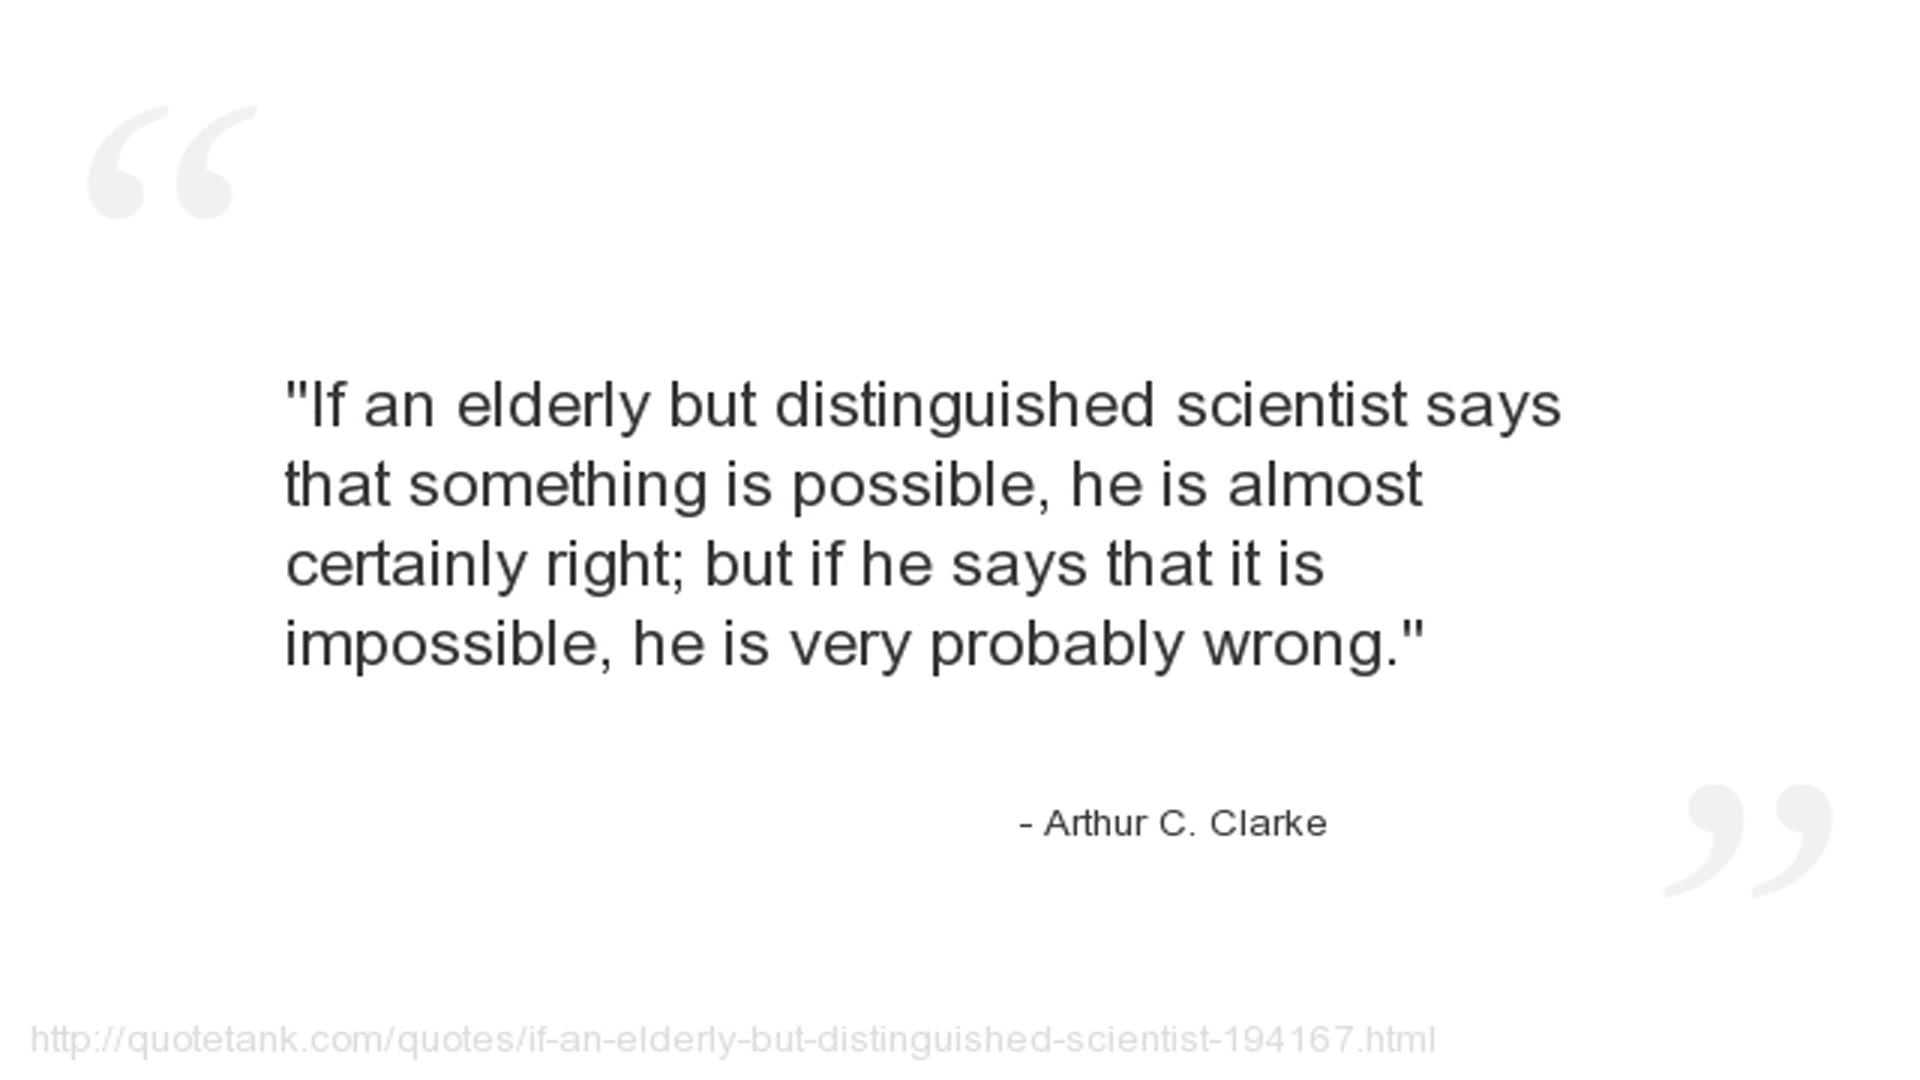 "If an elderly but distinguished scientist says
that something is possible, he is almost
certainly right; but if he says that it is
impossible, he is very probably wrong."
- Arthur C. Clarke
http://quotetank.com/quotes/if-an-elderly-but-distinguished-scientist-194167.html